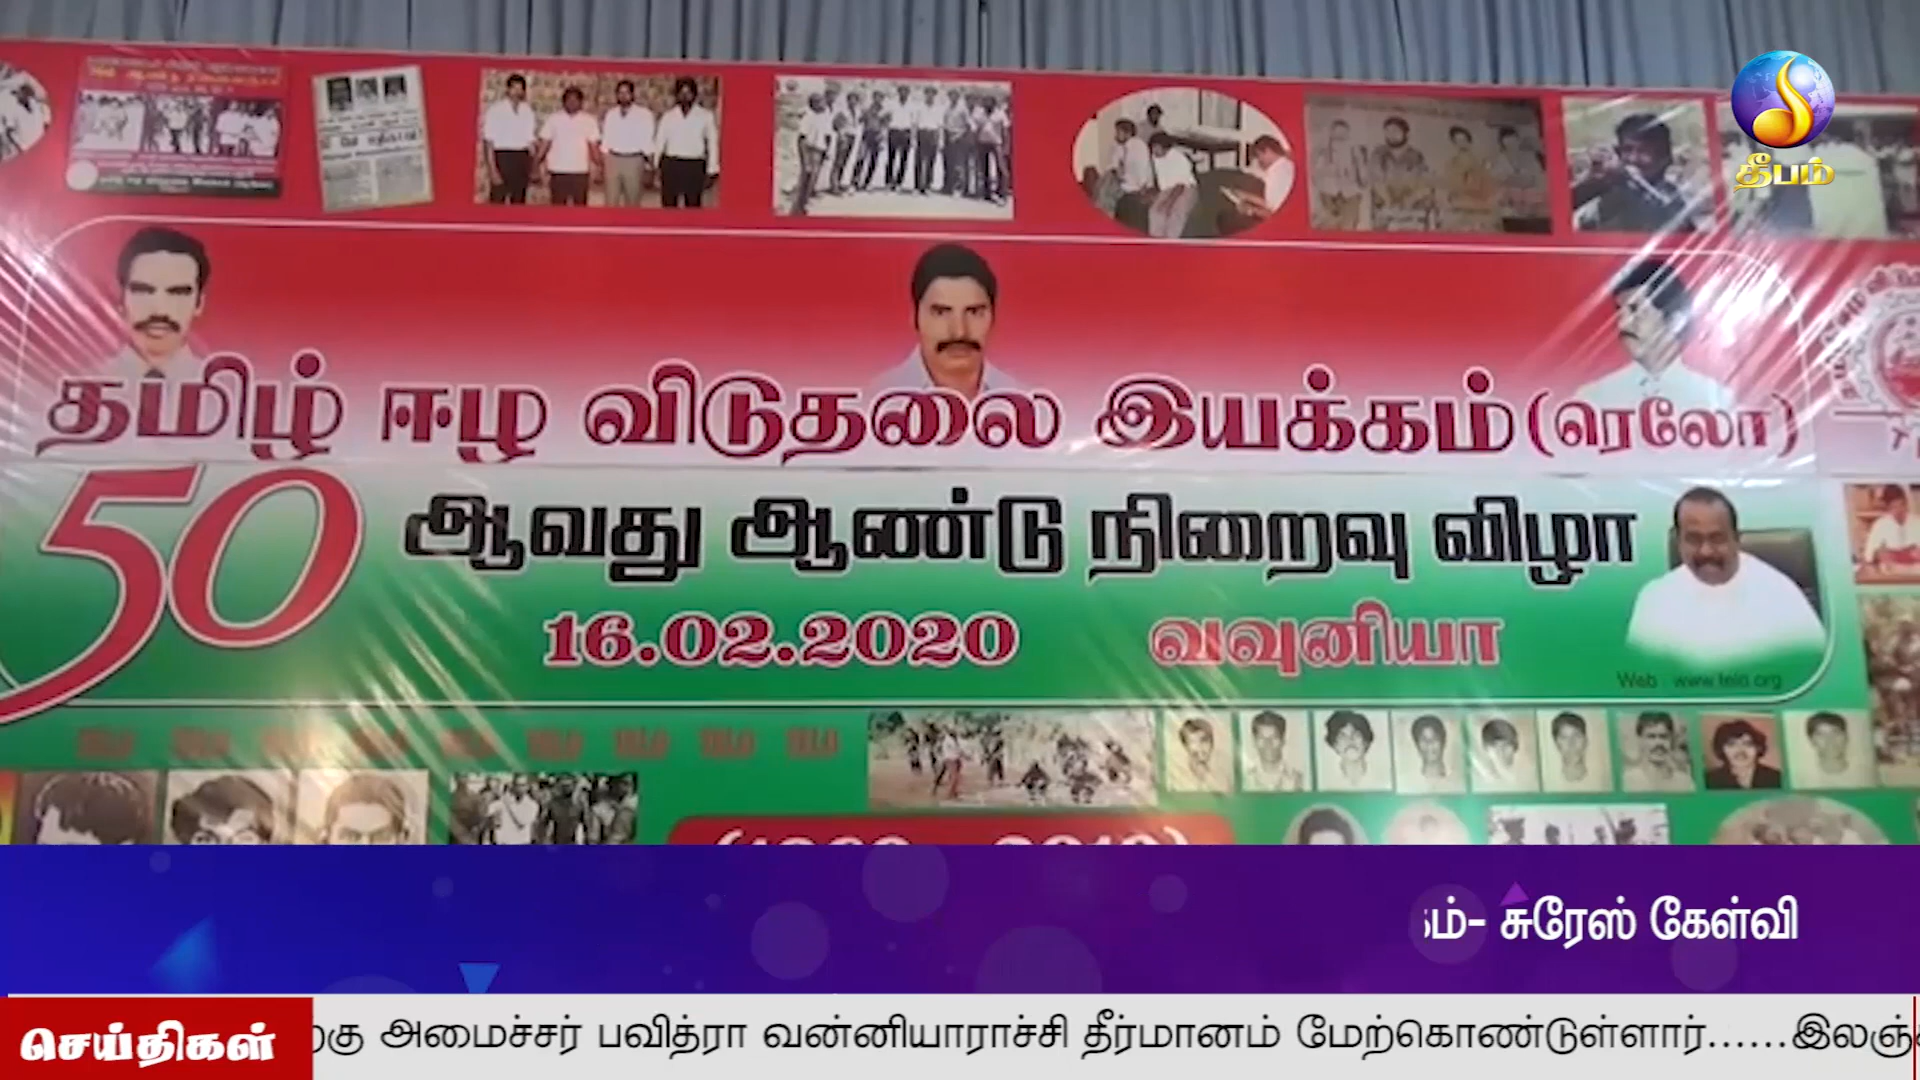 தீபம்
தமிழ் ஈழ விடுதலை இயக்கம் (ரெலோ)
50 ஆவது ஆண்டு நிறைவு விழா
16.02.2020 வவுனியா
Web www.telo.org
சுரேஸ் கேள்வி
செய்திகள்
அமைச்சர் பவித்ரா வன்னியாராச்சி தீர்மானம் மேற்கொண்டுள்ளார்......